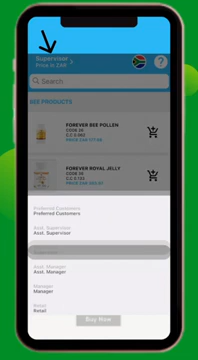 Supervisor >
Price in ZAR
?
Search
BEE PRODUCTS
FOREVER BEE POLLEN
CODE 26
FOREVER ROYAL JELLY
CODE 36
Preferred Customers
Preferred Customers
Asst. Supervisor
Asst. Supervisor
Asst. Manager
Asst. Manager
Manager
Manager
Retail
Retail
Buy Now